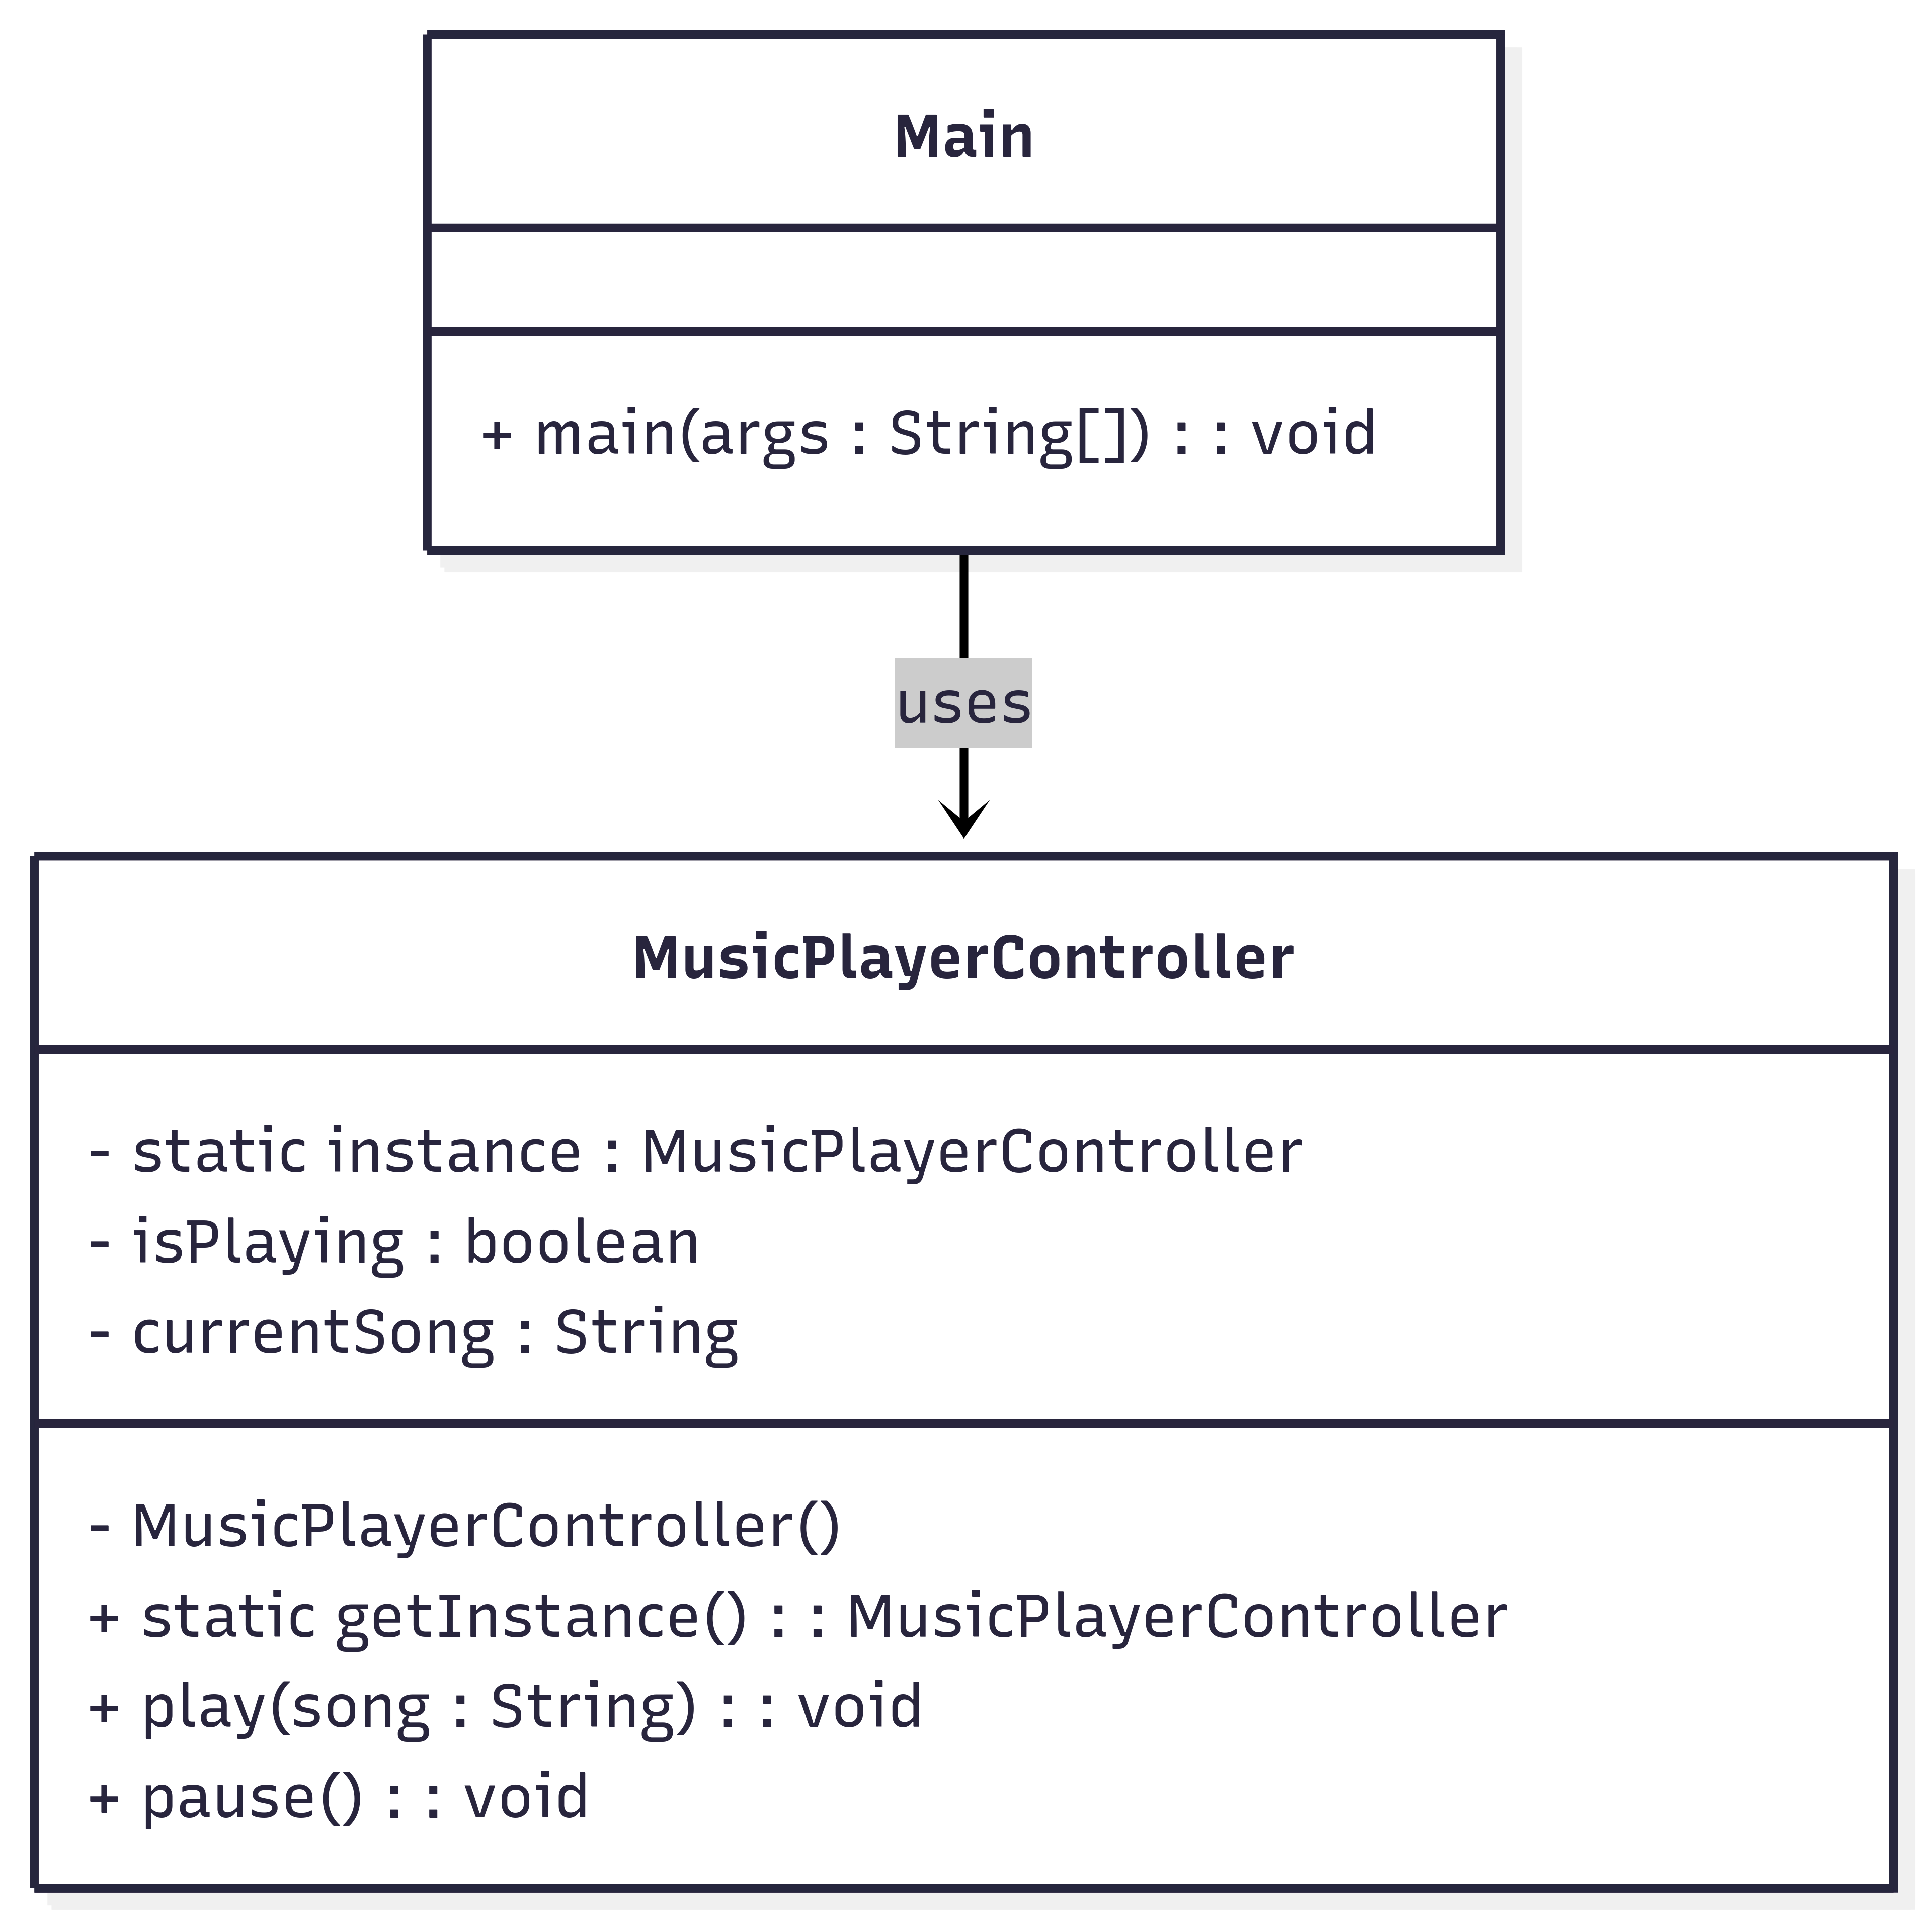 Main
+ main(args : String[]) : : void
uses
MusicPlayerController
- static instance : MusicPlayerController
- isPlaying : boolean
- currentSong : String
- MusicPlayerController()
+ static getInstance() : : MusicPlayerController
+ play(song : String) : : void
+ pause() : : void